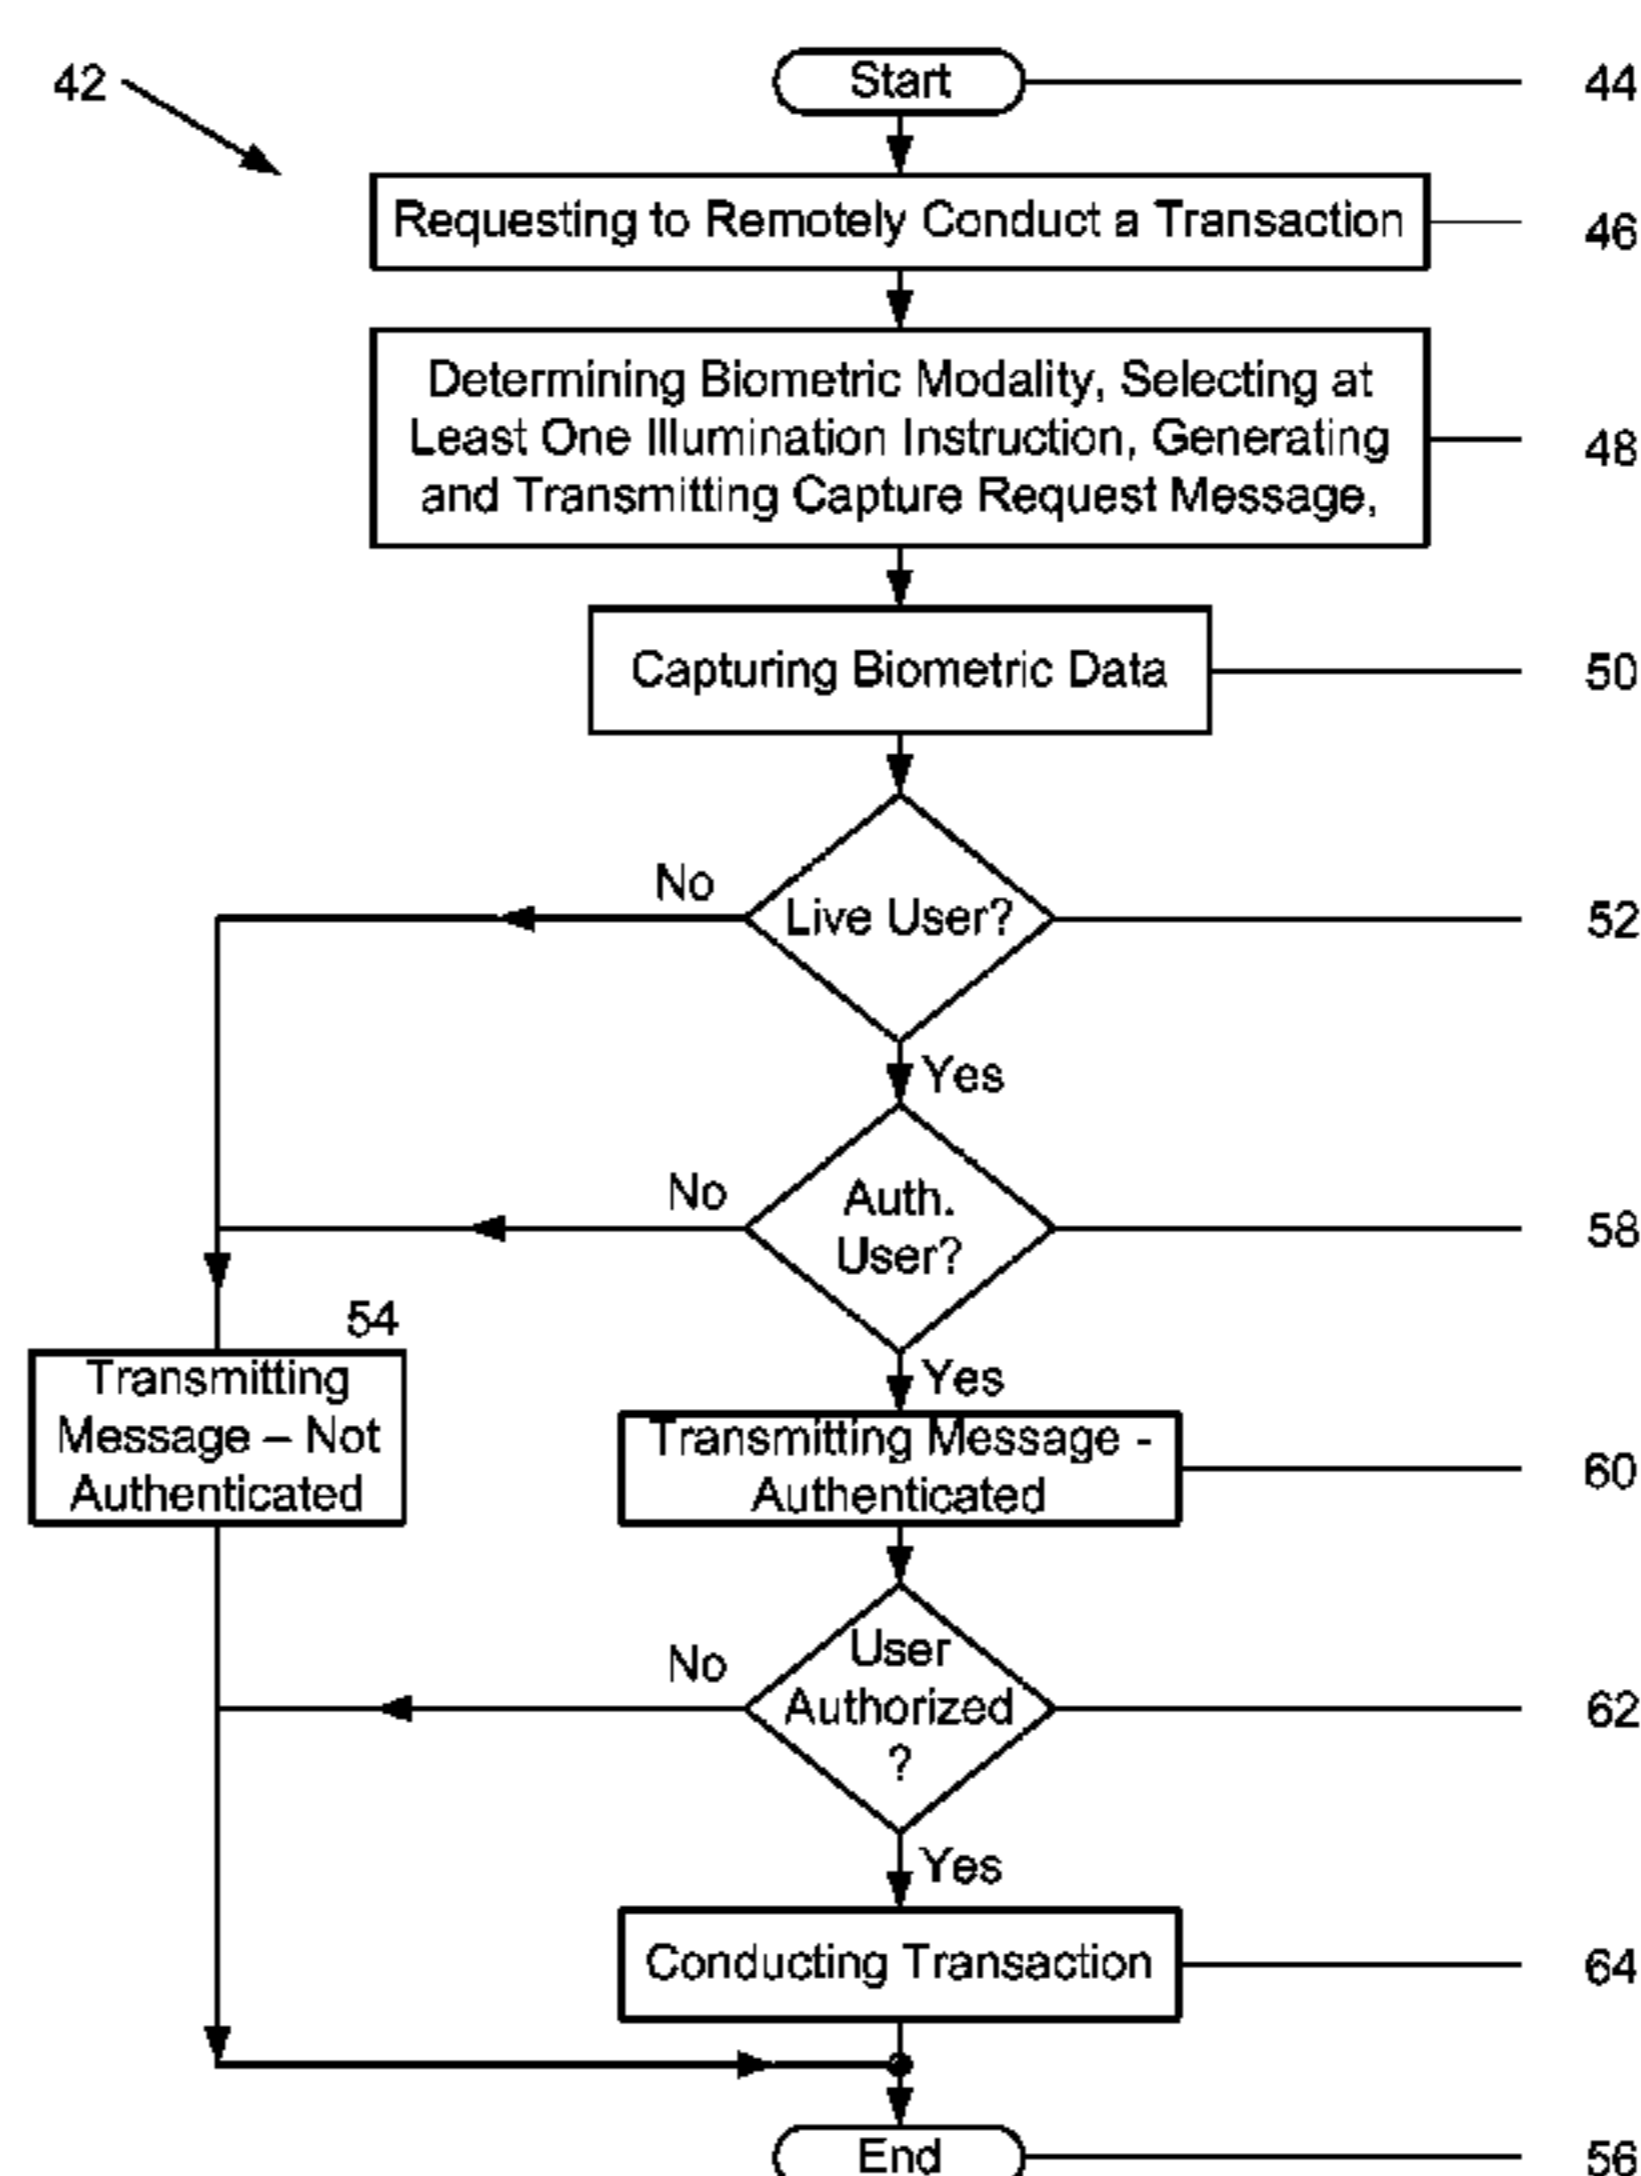 42
Start
44
Requesting to Remotely Conduct a Transaction
46
Determining Biometric Modality, Selecting at
Least One Illumination Instruction, Generating
and Transmitting Capture Request Message,
48
Capturing Biometric Data
50
No
Live User?
52
Yes
No
Auth.
User?
58
54
Yes
Transmitting
Message – Not
Authenticated
Transmitting Message -
Authenticated
60
No
User
Authorized
?
62
Yes
Conducting Transaction
64
End
56